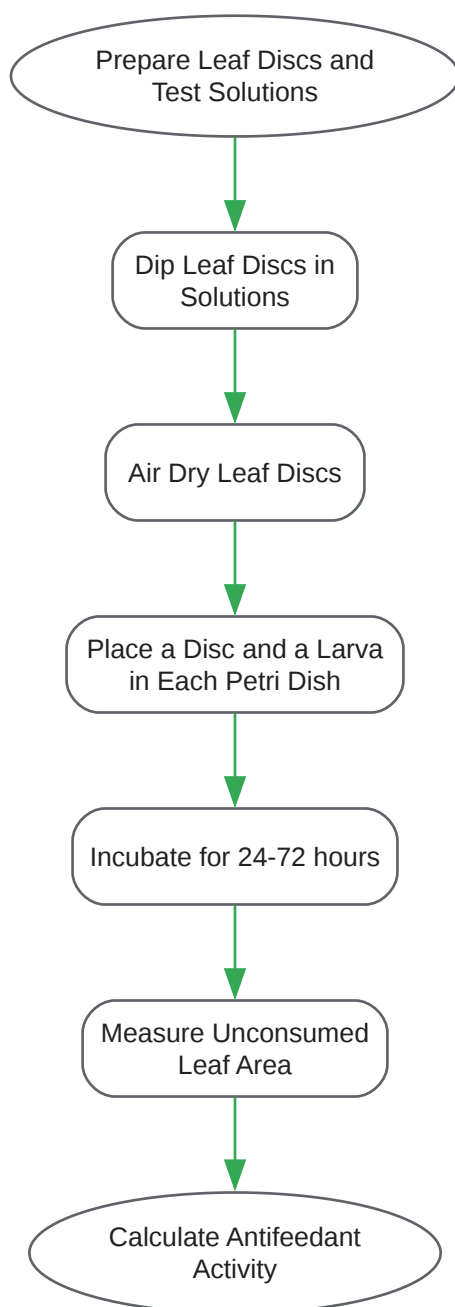 Prepare Leaf Discs and
Test Solutions
Dip Leaf Discs in
Solutions
Air Dry Leaf Discs
Place a Disc and a Larva
in Each Petri Dish
Incubate for 24-72 hours
Measure Unconsumed
Leaf Area
Calculate Antifeedant
Activity